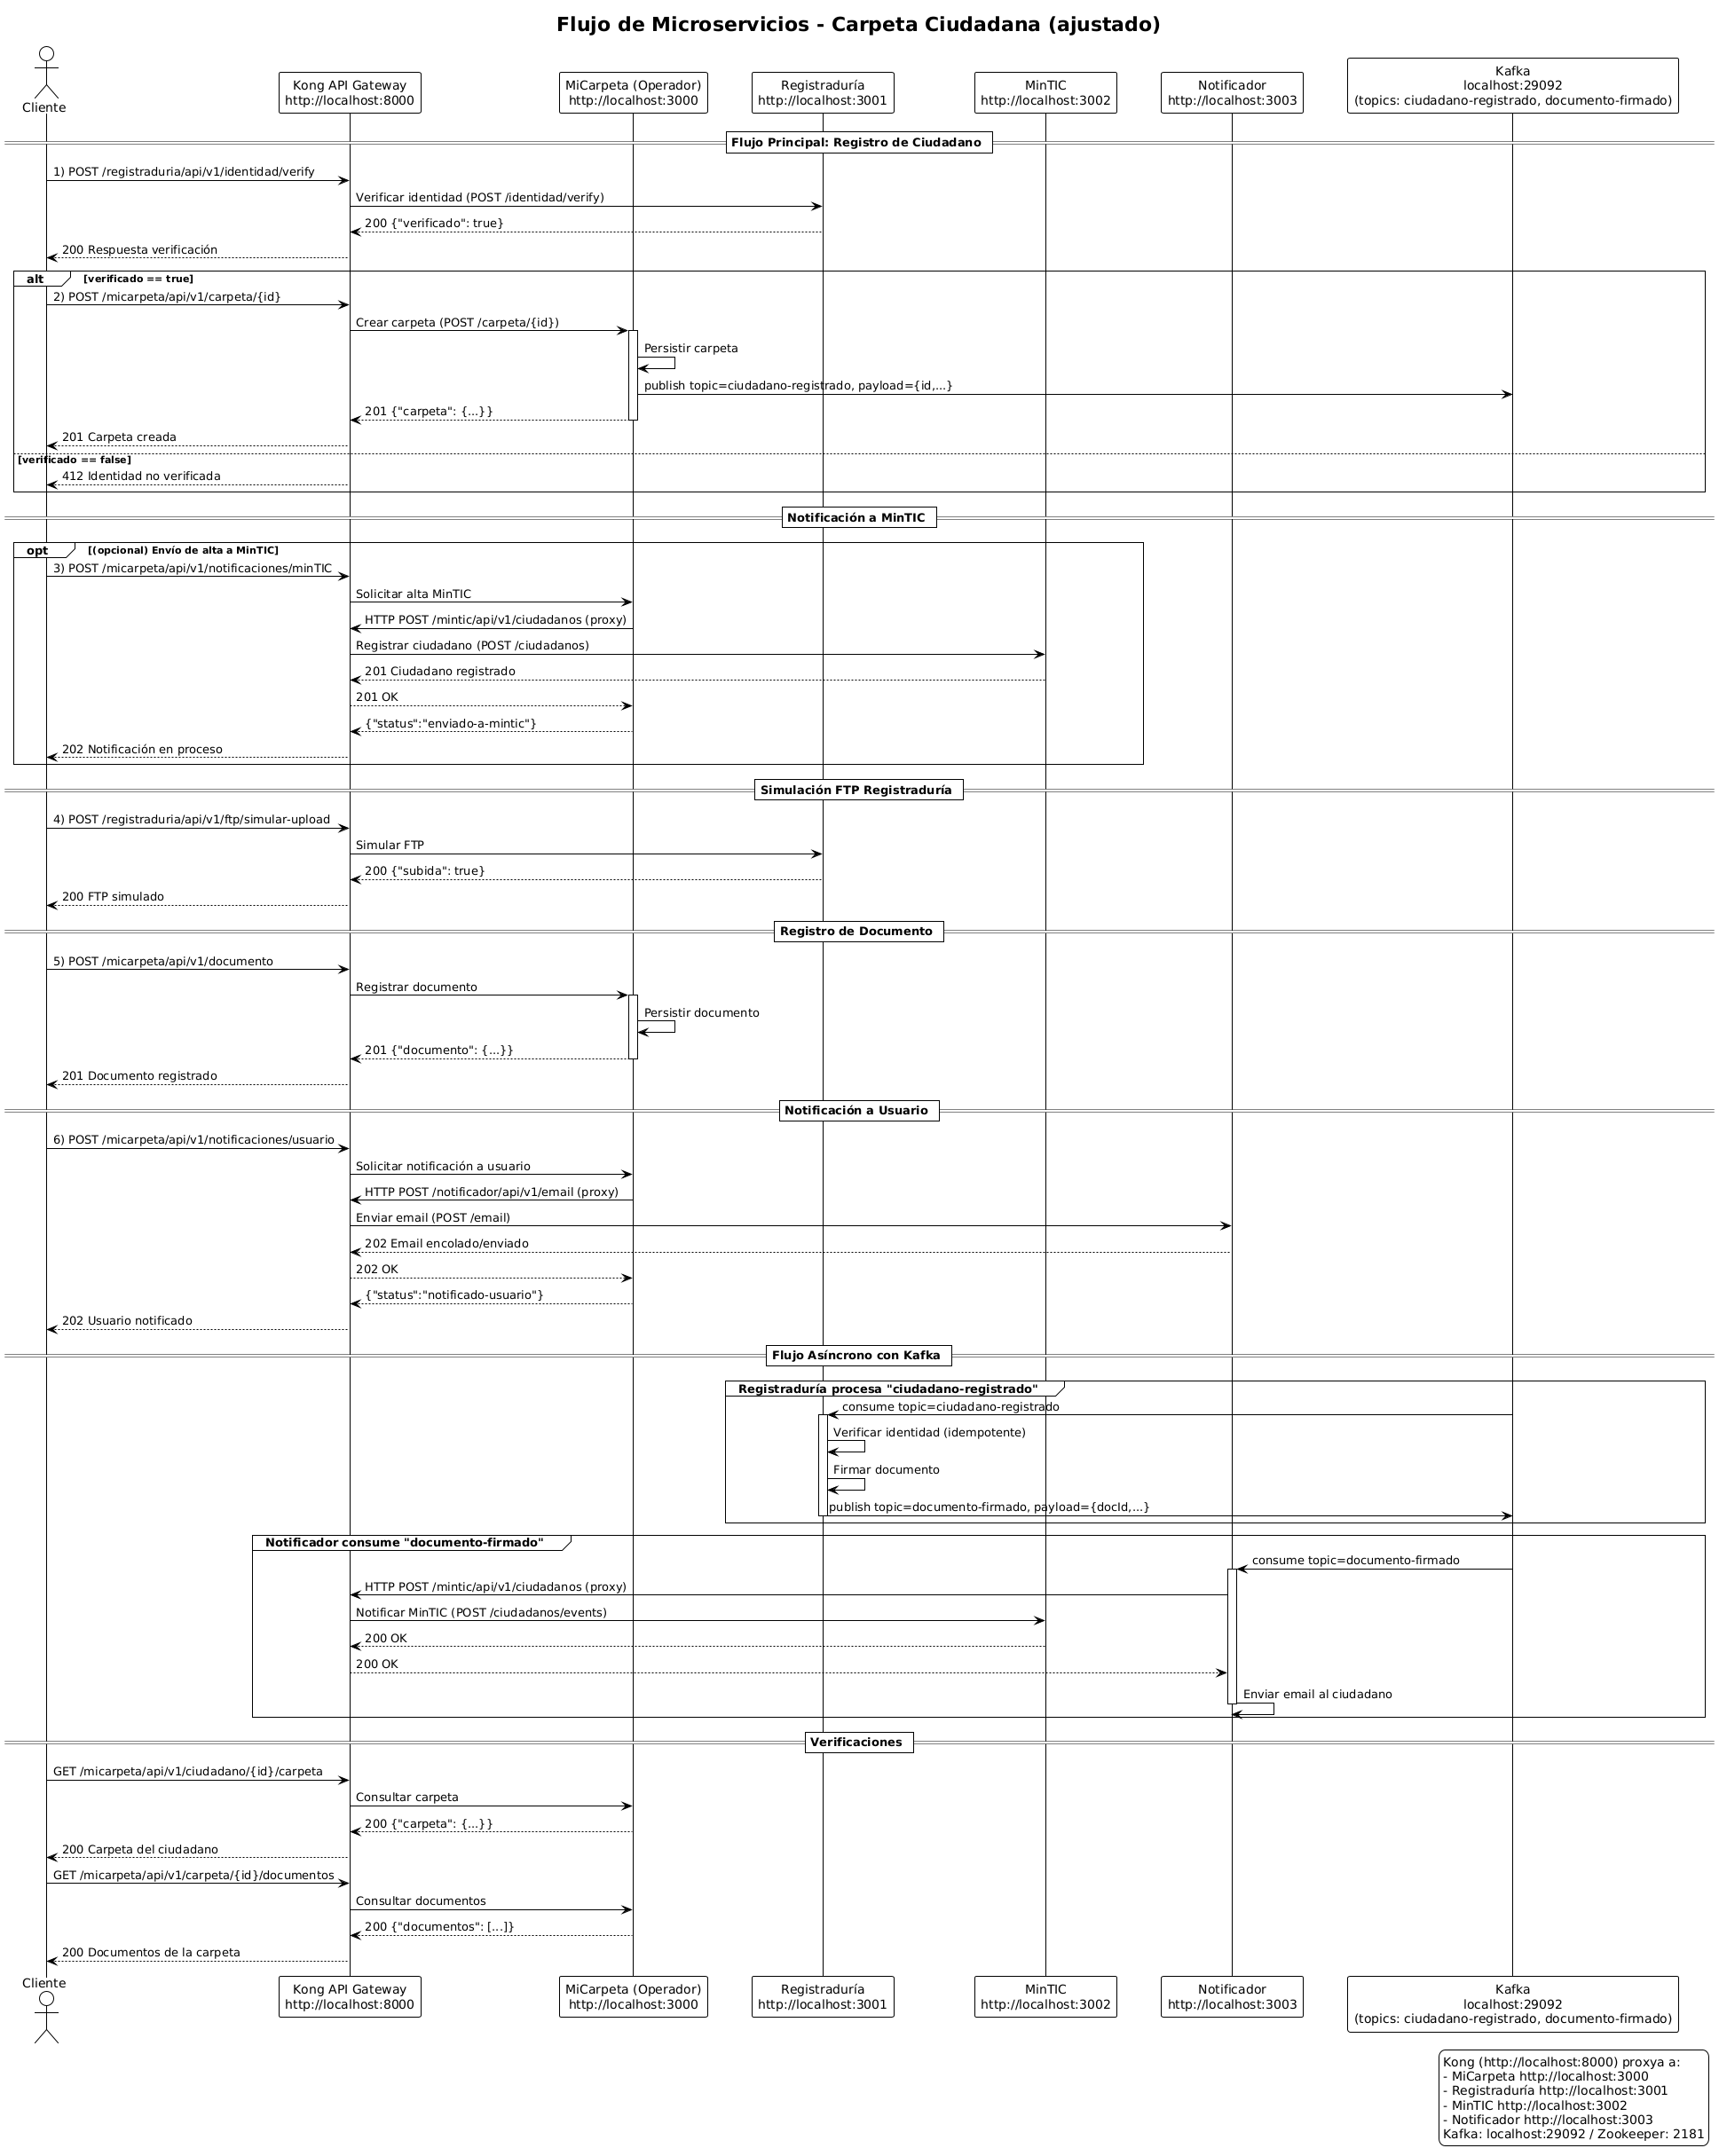 Flujo de Microservicios - Carpeta Ciudadana (ajustado)
Cliente
Kong API Gateway
http://localhost:8000
MiCarpeta (Operador)
http://localhost:3000
Registraduría
http://localhost:3001
MinTIC
http://localhost:3002
Notificador
http://localhost:3003
Kafka
localhost:29092
(topics: ciudadano-registrado, documento-firmado)
Flujo Principal: Registro de Ciudadano
1) POST /registraduria/api/v1/identidad/verify
Verificar identidad (POST /identidad/verify)
200 {"verificado": true}
200 Respuesta verificación
alt
[verificado == true]
2) POST /micarpeta/api/v1/carpeta/{id}
Crear carpeta (POST /carpeta/{id})
Persistir carpeta
publish topic=ciudadano-registrado, payload={id,...}
201 {"carpeta": {...}}
201 Carpeta creada
[verificado == false]
412 Identidad no verificada
Notificación a MinTIC
opt
[(opcional) Envío de alta a MinTIC]
3) POST /micarpeta/api/v1/notificaciones/minTIC
Solicitar alta MinTIC
HTTP POST /mintic/api/v1/ciudadanos (proxy)
Registrar ciudadano (POST /ciudadanos)
201 Ciudadano registrado
201 OK
{"status":"enviado-a-mintic"}
202 Notificación en proceso
Simulación FTP Registraduría
4) POST /registraduria/api/v1/ftp/simular-upload
Simular FTP
200 {"subida": true}
200 FTP simulado
Registro de Documento
5) POST /micarpeta/api/v1/documento
Registrar documento
Persistir documento
201 {"documento": {...}}
201 Documento registrado
Notificación a Usuario
6) POST /micarpeta/api/v1/notificaciones/usuario
Solicitar notificación a usuario
HTTP POST /notificador/api/v1/email (proxy)
Enviar email (POST /email)
202 Email encolado/enviado
202 OK
{"status":"notificado-usuario"}
202 Usuario notificado
Flujo Asíncrono con Kafka
Registraduría procesa "ciudadano-registrado"
consume topic=ciudadano-registrado
Verificar identidad (idempotente)
Firmar documento
publish topic=documento-firmado, payload={docId,...}
Notificador consume "documento-firmado"
consume topic=documento-firmado
HTTP POST /mintic/api/v1/ciudadanos (proxy)
Notificar MinTIC (POST /ciudadanos/events)
200 OK
200 OK
Enviar email al ciudadano
Verificaciones
GET /micarpeta/api/v1/ciudadano/{id}/carpeta
Consultar carpeta
200 {"carpeta": {...}}
200 Carpeta del ciudadano
GET /micarpeta/api/v1/carpeta/{id}/documentos
Consultar documentos
200 {"documentos": [...]}
200 Documentos de la carpeta
Cliente
Kong API Gateway
http://localhost:8000
MiCarpeta (Operador)
http://localhost:3000
Registraduría
http://localhost:3001
MinTIC
http://localhost:3002
Notificador
http://localhost:3003
Kafka
localhost:29092
(topics: ciudadano-registrado, documento-firmado)
Kong (http://localhost:8000) proxya a:
- MiCarpeta http://localhost:3000
- Registraduría http://localhost:3001
- MinTIC http://localhost:3002
- Notificador http://localhost:3003
Kafka: localhost:29092 / Zookeeper: 2181